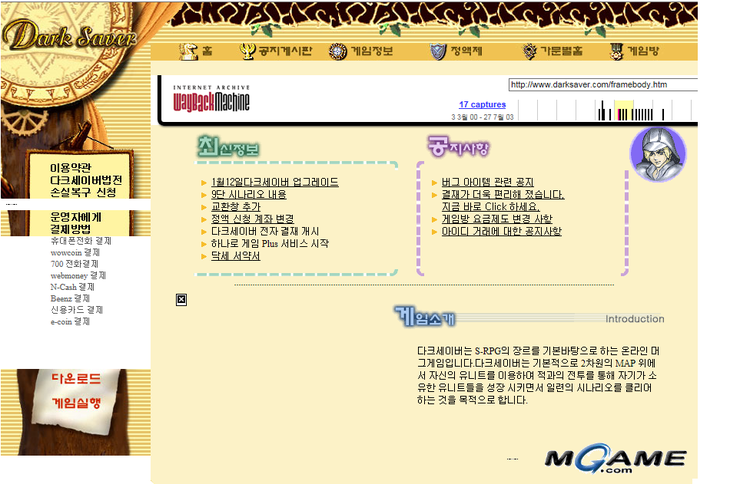 Dark Saver
홈
공지게시판
게임정보
정액제
가문별홈
게임방
INTERNET ARCHIVE
WayBackMachine
http://www.darksaver.com/framebody.htm
17 captures
3 3월 00 - 27 7월 03
이용약관
다크세이버법전
손실복구 신청
운영자에게
결제방법
휴대폰전화 결제
wowcoin 결제
700 전화결제
webmoney 결제
N-Cash 결제
Beenz 결제
신용카드 결제
e-coin 결제
다운로드
게임실행
최신정보
1월12일다크세이버 업그레이드
9단 시나리오 내용
교환창 추가
정액 신청 계좌 변경
다크세이버 전자 결재 개시
하나로 게임 Plus 서비스 시작
닥세 서약서
공지사항
버그 아이템 관련 공지
결재가 더욱 편리해 졌습니다.
지금 바로 Click 하세요.
게임방 요금제도 변경 사항
아이디 거래에 대한 공지사항
게임소개
Introduction
다크세이버는 S-RPG의 장르를 기본바탕으로 하는 온라인 머
그게임입니다.다크세이버는 기본적으로 2차원의 MAP 위에
서 자신의 유니트를 이용하며 적과의 전투를 통해 자기가 소
유한 유니트들을 성장 시키면서 일련의 시나리오를 클리어
하는 것을 목적으로 합니다.
MGAME
.com